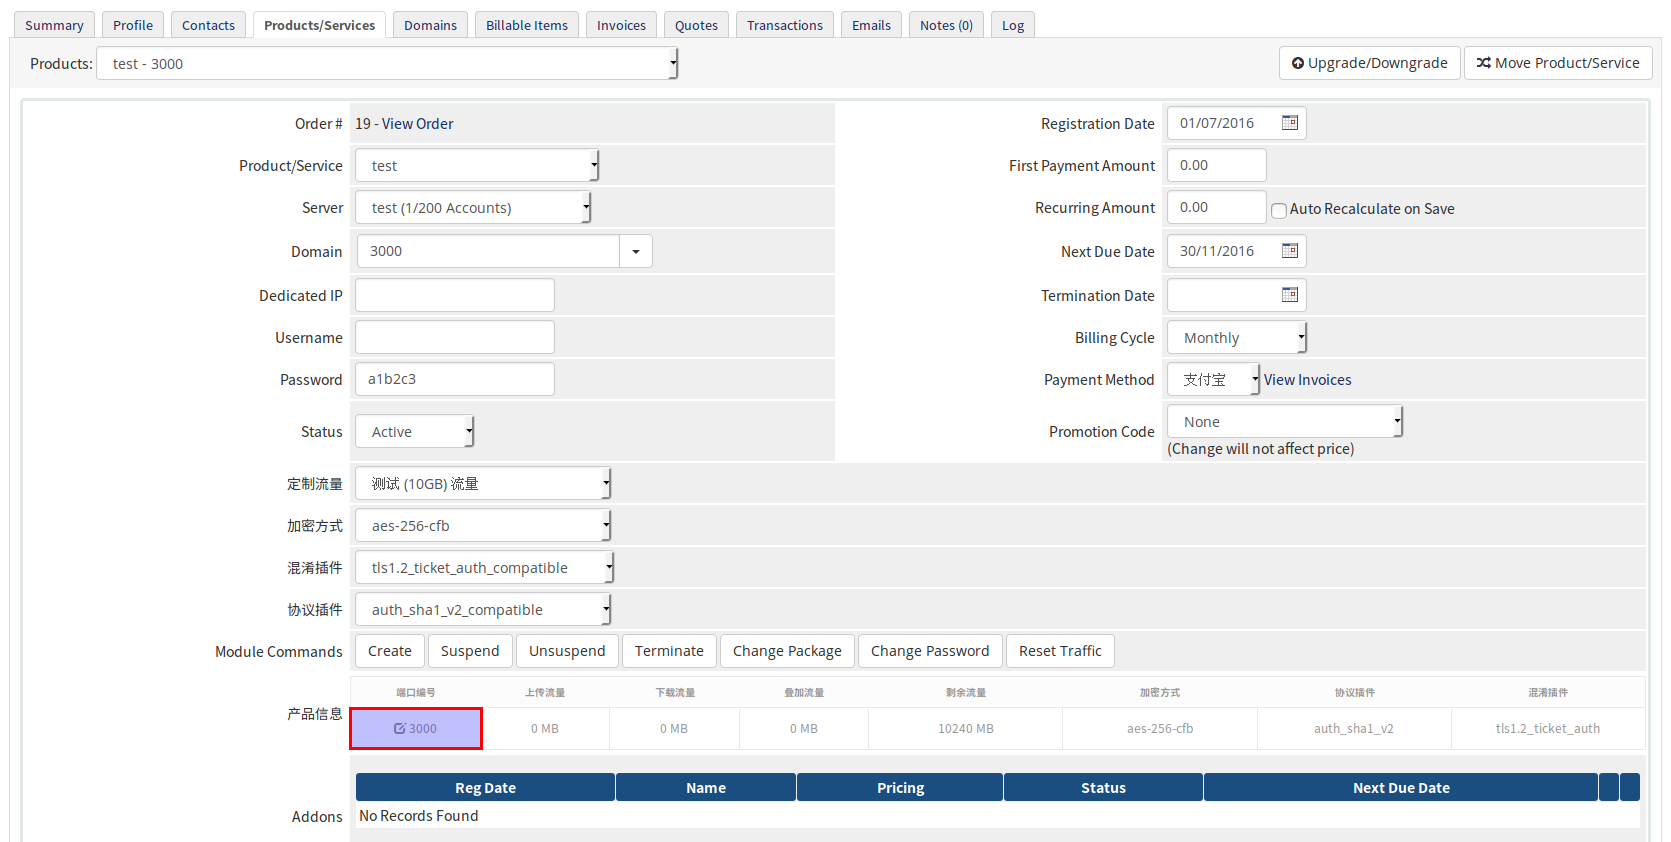 Summary Profile Contacts Products/Services Domains Billable Items Invoices Quotes Transactions Emails Notes (0) Log
Products: test - 3000 Upgrade/Downgrade Move Product/Service
Order # 19 - View Order Registration Date 01/07/2016
Product/Service test First Payment Amount 0.00
Server test (1/200 Accounts) Recurring Amount 0.00 Auto Recalculate on Save
Domain 3000 Next Due Date 30/11/2016
Dedicated IP Termination Date
Username Billing Cycle Monthly
Password a1b2c3 Payment Method 支付宝 View Invoices
Status Active Promotion Code None
(Change will not affect price)
定制流量 测试 (10GB) 流量
加密方式 aes-256-cfb
混淆插件 tls1.2_ticket_auth_compatible
协议插件 auth_sha1_v2_compatible
Module Commands Create Suspend Unsuspend Terminate Change Package Change Password Reset Traffic
端口编号 上传流量 下载流量 叠加流量 剩余流量 加密方式 协议插件 混淆插件
产品信息 3000 0 MB 0 MB 0 MB 10240 MB aes-256-cfb auth_sha1_v2 tls1.2_ticket_auth
Reg Date Name Pricing Status Next Due Date
Addons No Records Found